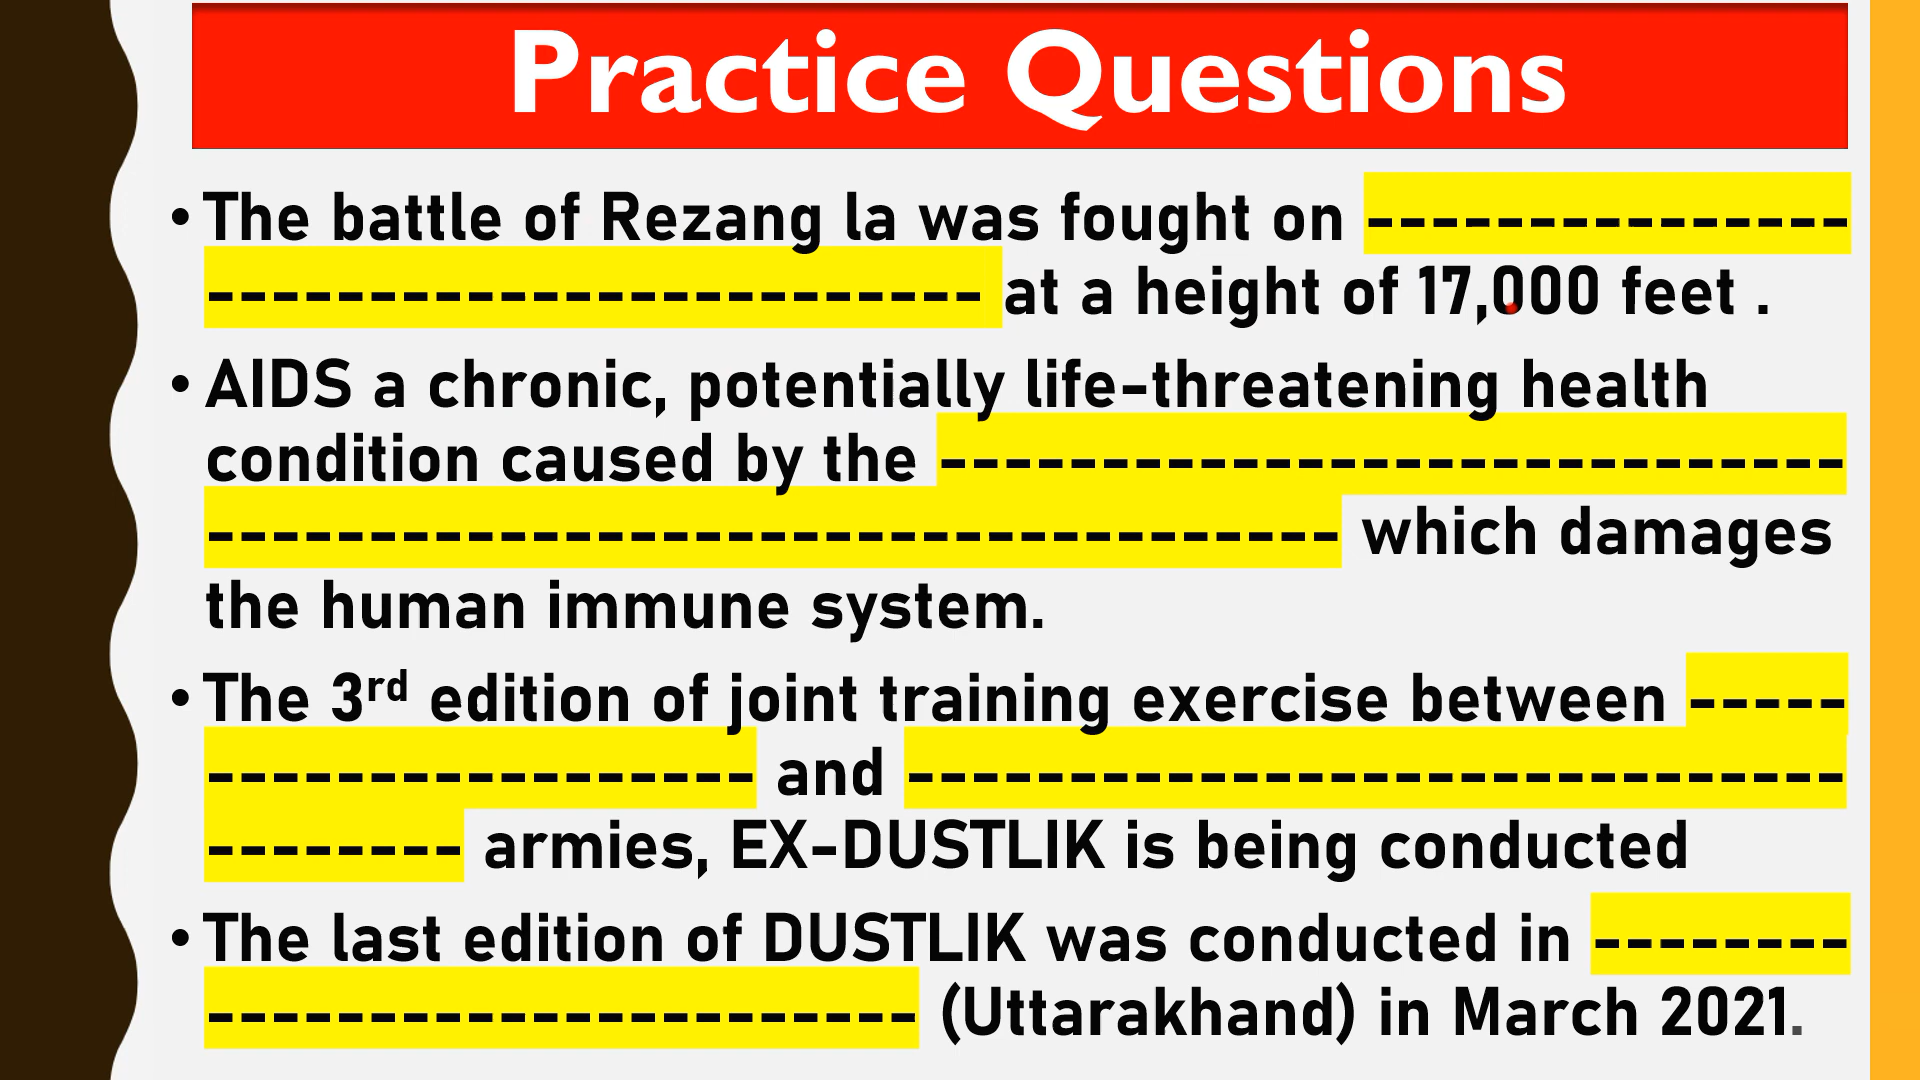 Practice Questions
• The battle of Rezang la was fought on ---------------
------------------------ at a height of 17,000 feet .
• AIDS a chronic, potentially life-threatening health
condition caused by the ----------------------------
----------------------------------- which damages
the human immune system.
• The 3rd edition of joint training exercise between -----
----------------- and -----------------------------
-------- armies, EX-DUSTLIK is being conducted
• The last edition of DUSTLIK was conducted in --------
---------------------- (Uttarakhand) in March 2021.